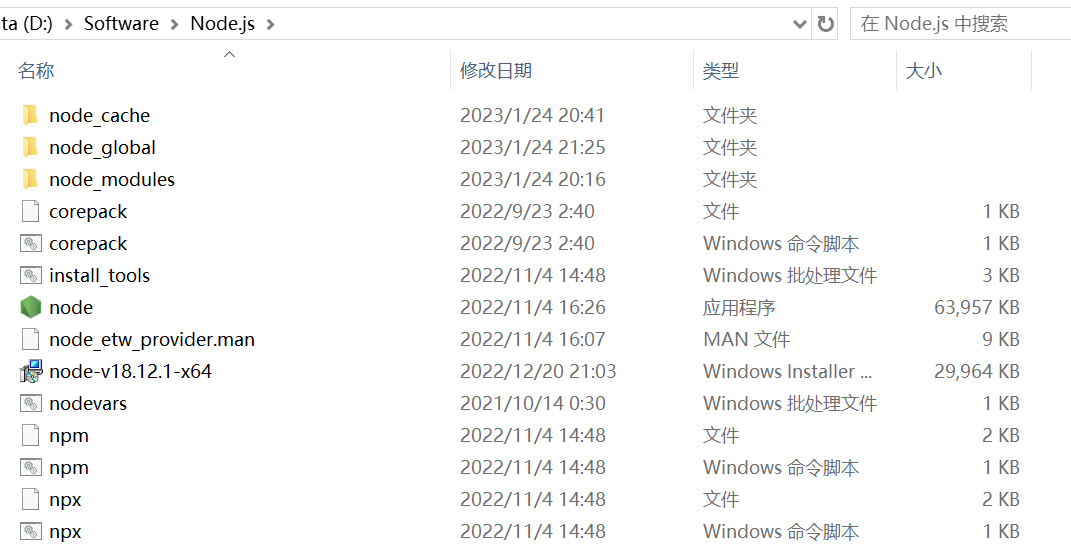 ta (D:) > Software > Node.js > 在 Node.js 中搜索
名称 修改日期 类型 大小
node_cache 2023/1/24 20:41 文件夹
node_global 2023/1/24 21:25 文件夹
node_modules 2023/1/24 20:16 文件夹
corepack 2022/9/23 2:40 文件 1 KB
corepack 2022/9/23 2:40 Windows 命令脚本 1 KB
install_tools 2022/11/4 14:48 Windows 批处理文件 3 KB
node 2022/11/4 16:26 应用程序 63,957 KB
node_etw_provider.man 2022/11/4 16:07 MAN 文件 9 KB
node-v18.12.1-x64 2022/12/20 21:03 Windows Installer ... 29,964 KB
nodevars 2021/10/14 0:30 Windows 批处理文件 1 KB
npm 2022/11/4 14:48 文件 2 KB
npm 2022/11/4 14:48 Windows 命令脚本 1 KB
npx 2022/11/4 14:48 文件 2 KB
npx 2022/11/4 14:48 Windows 命令脚本 1 KB